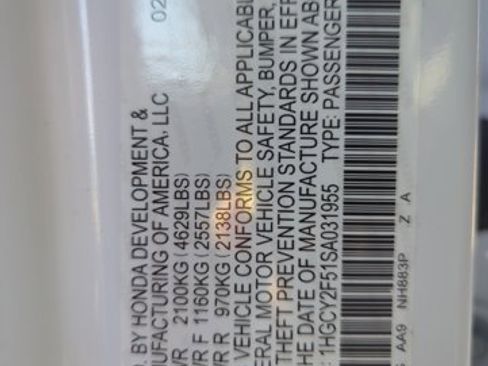 BY HONDA DEVELOPMENT &
UFACTURING OF AMERICA, LLC 02
VR 2100KG (4629LBS)
VR F 1160KG (2557LBS)
VR R 970KG (2138LBS)
VEHICLE CONFORMS TO ALL APPLICABL
ERAL MOTOR VEHICLE SAFETY, BUMPER,
THEFT PREVENTION STANDARDS IN EFF
HE DATE OF MANUFACTURE SHOWN AB
: 1HGCY2F51SA031955 TYPE: PASSENGER
AA9 NH883P Z A